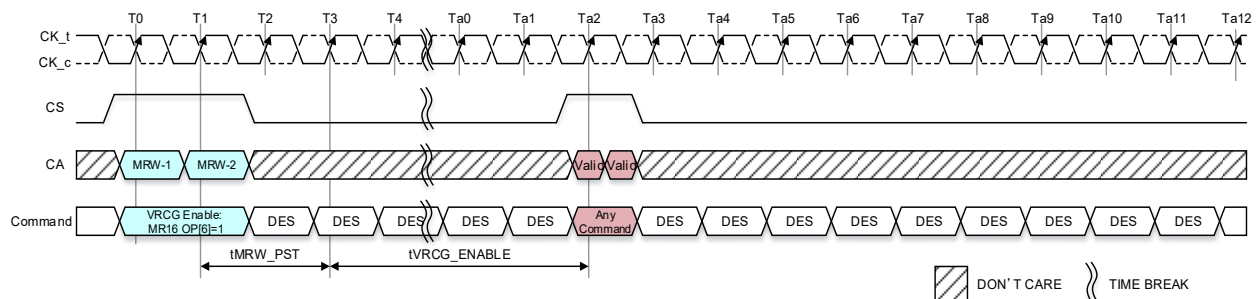 T0 T1 T2 T3 T4 Ta0 Ta1 Ta2 Ta3 Ta4 Ta5 Ta6 Ta7 Ta8 Ta9 Ta10 Ta11 Ta12
CK_t
CK_c
CS
CA MRW-1 MRW-2 Valid Valid
Command VRCG Enable: MR16 OP[6]=1 DES DES DES DES DES Any Command DES DES DES DES DES DES DES DES DES
tMRW_PST tVRCG_ENABLE
DON'T CARE TIME BREAK